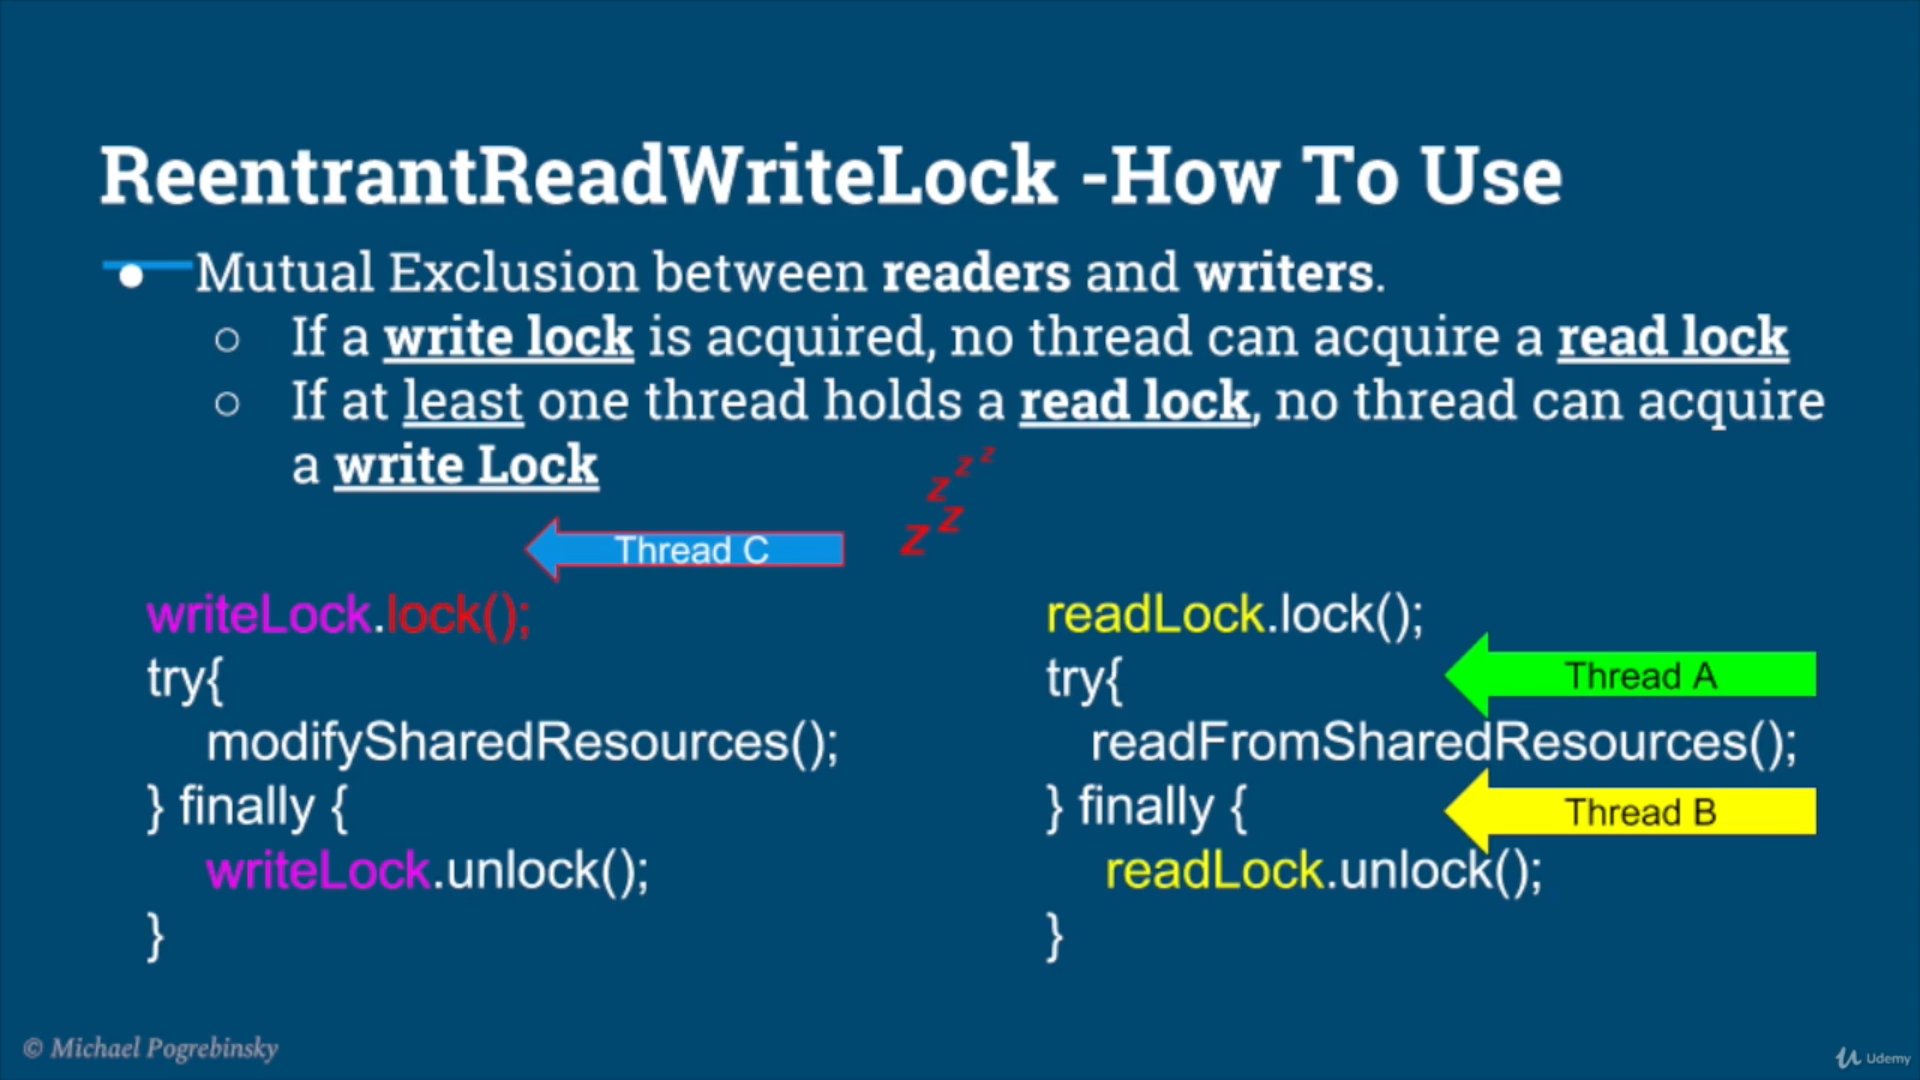 ReentrantReadWriteLock -How To Use
● Mutual Exclusion between readers and writers.
○ If a write lock is acquired, no thread can acquire a read lock
○ If at least one thread holds a read lock, no thread can acquire
a write Lock
z z z z z
Thread C
writeLock.lock();
try{
modifySharedResources();
} finally {
writeLock.unlock();
}
readLock.lock();
try{
Thread A
readFromSharedResources();
} finally {
Thread B
readLock.unlock();
}
© Michael Pogrebinsky
Udemy